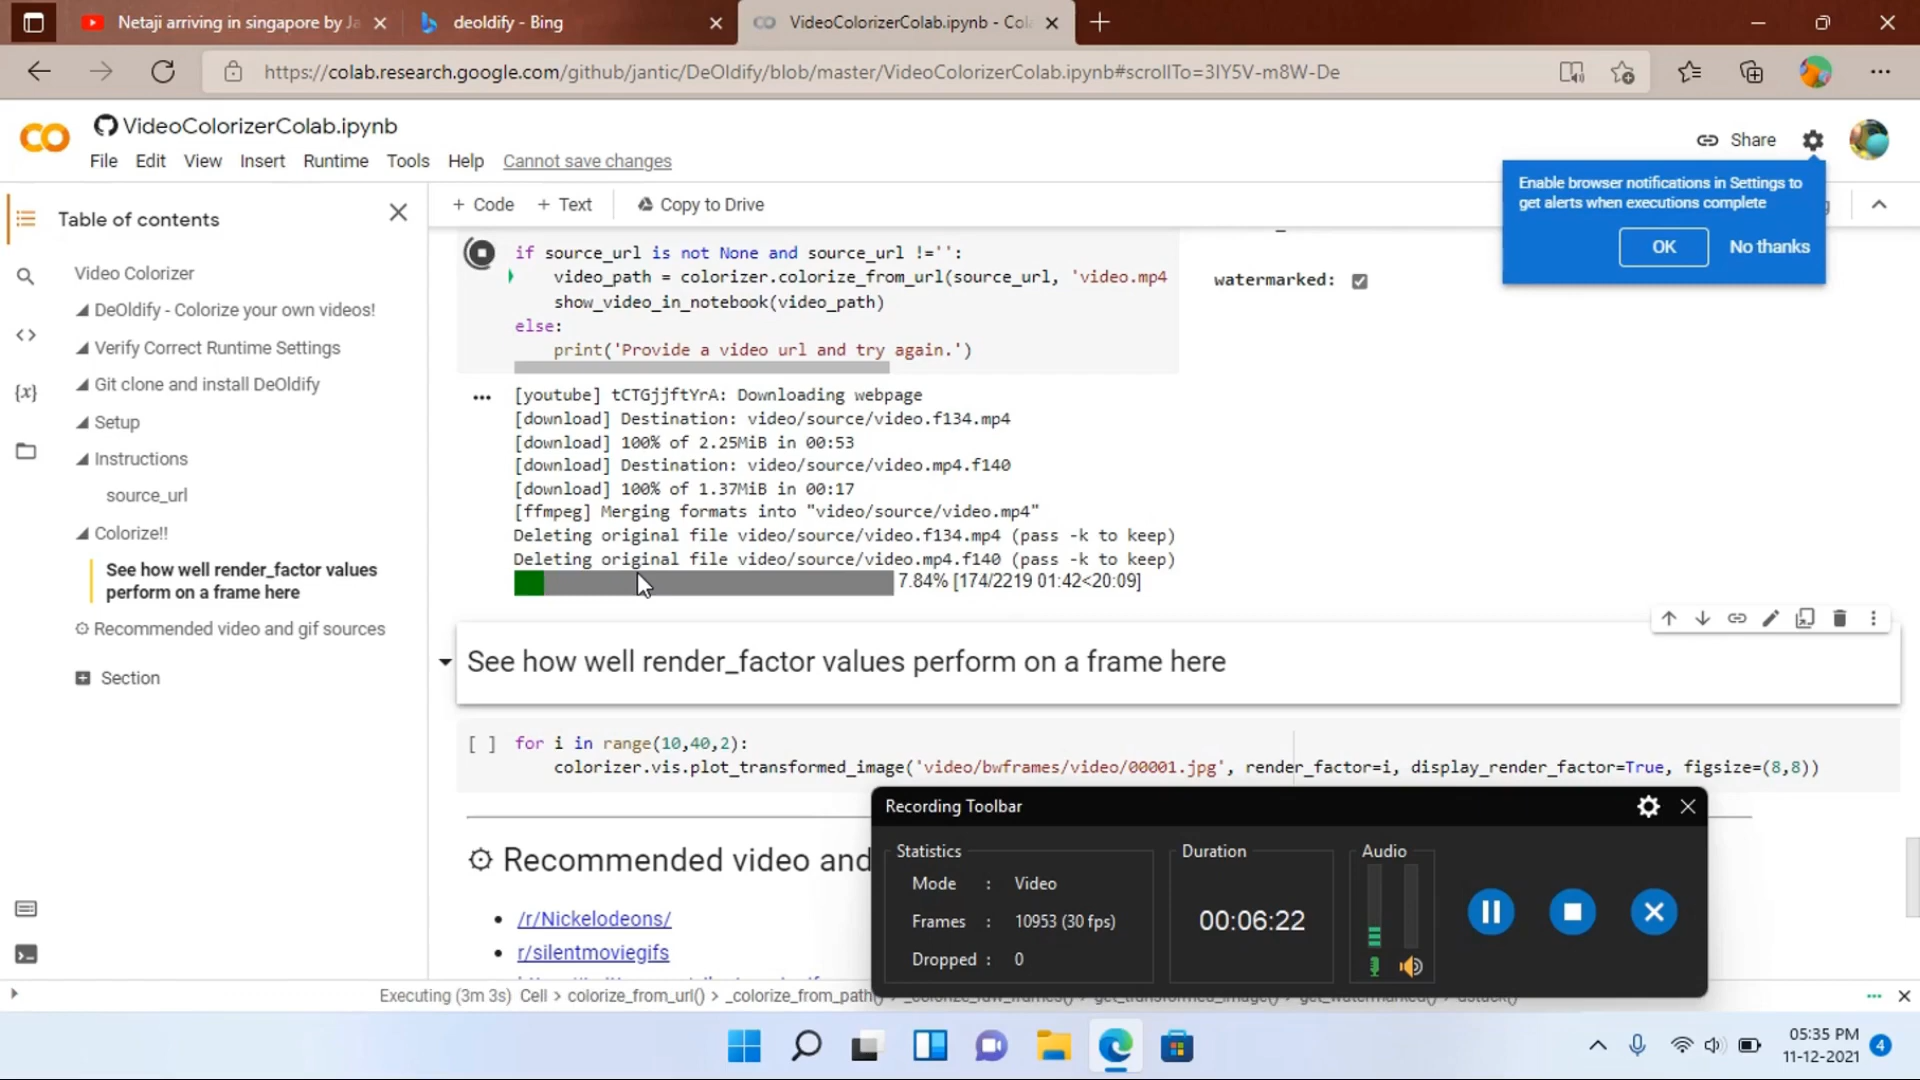 Netaji arriving in singapore by Ja
deoldify - Bing
VideoColorizerColab.ipynb - Col
https://colab.research.google.com/github/jantic/DeOldify/blob/master/VideoColorizerColab.ipynb#scrollTo=3IY5V-m8W-De
VideoColorizerColab.ipynb
Share
File Edit View Insert Runtime Tools Help Cannot save changes
Enable browser notifications in Settings to
get alerts when executions complete
OK No thanks
Table of contents
+ Code + Text Copy to Drive
Video Colorizer
DeOldify - Colorize your own videos!
Verify Correct Runtime Settings
Git clone and install DeOldify
Setup
Instructions
source_url
Colorize!!
See how well render_factor values
perform on a frame here
Recommended video and gif sources
Section
if source_url is not None and source_url !='':
video_path = colorizer.colorize_from_url(source_url, 'video.mp4
show_video_in_notebook(video_path)
else:
print('Provide a video url and try again.')
watermarked:
[youtube] tCTGjjftYrA: Downloading webpage
[download] Destination: video/source/video.f134.mp4
[download] 100% of 2.25MiB in 00:53
[download] Destination: video/source/video.mp4.f140
[download] 100% of 1.37MiB in 00:17
[ffmpeg] Merging formats into "video/source/video.mp4"
Deleting original file video/source/video.f134.mp4 (pass -k to keep)
Deleting original file video/source/video.mp4.f140 (pass -k to keep)
7.84% [174/2219 01:42<20:09]
See how well render_factor values perform on a frame here
[ ] for i in range(10,40,2):
colorizer.vis.plot_transformed_image('video/bwframes/video/00001.jpg', render_factor=i, display_render_factor=True, figsize=(8,8))
Recommended video and
/r/Nickelodeons/
r/silentmoviegifs
Recording Toolbar
Statistics
Mode : Video
Frames : 10953 (30 fps)
Dropped : 0
Duration
00:06:22
Audio
Executing (3m 3s) Cell > colorize_from_url() > _colorize_from_path()
05:35 PM
11-12-2021
4